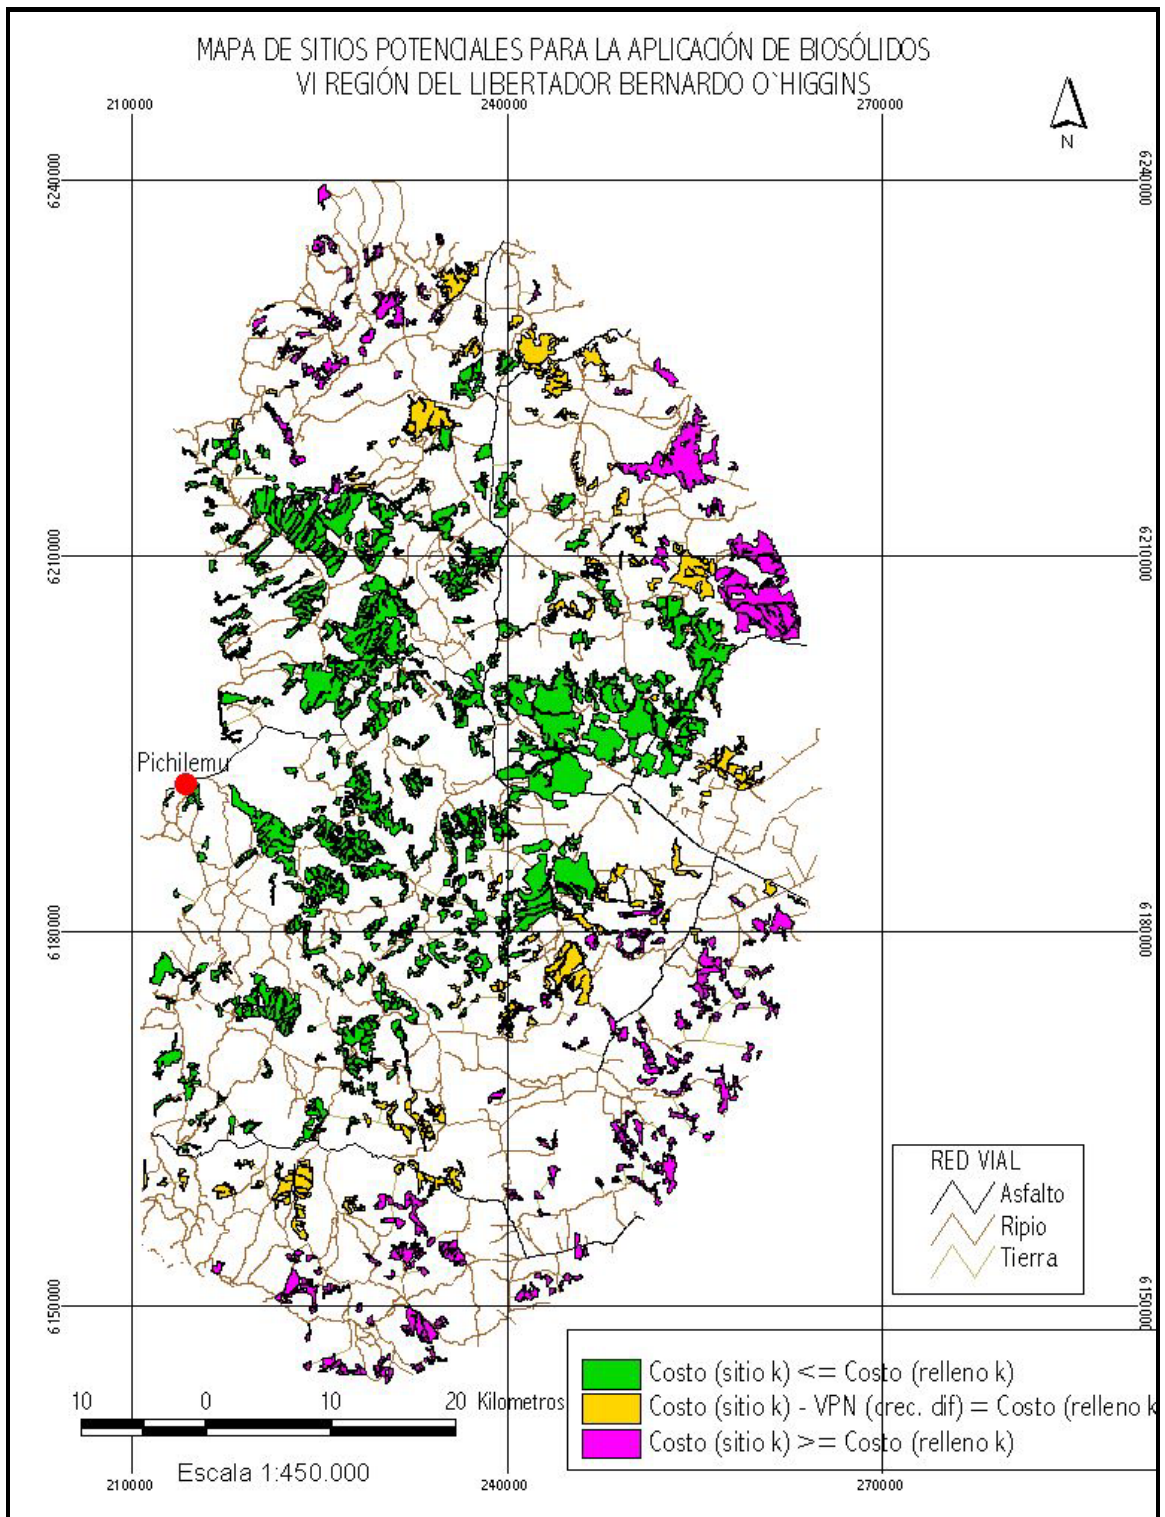 MAPA DE SITIOS POTENCIALES PARA LA APLICACIÓN DE BIOSÓLIDOS
VI REGIÓN DEL LIBERTADOR BERNARDO O`HIGGINS
210000 240000 270000
N
6240000 6240000
6210000 6210000
Pichilemu
6180000 6180000
RED VIAL
Asfalto
Ripio
Tierra
6150000 6150000
Costo (sitio k) <= Costo (relleno k)
Costo (sitio k) - VPN (crec. dif) = Costo (relleno k
Costo (sitio k) >= Costo (relleno k)
10 0 10 20 Kilometros
Escala 1:450.000
210000 240000 270000